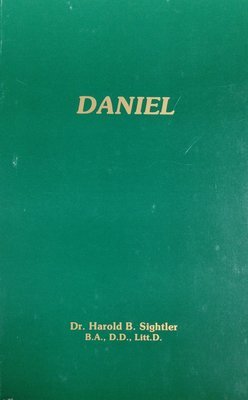 DANIEL
Dr. Harold B. Sightler
B.A., D.D., Litt.D.